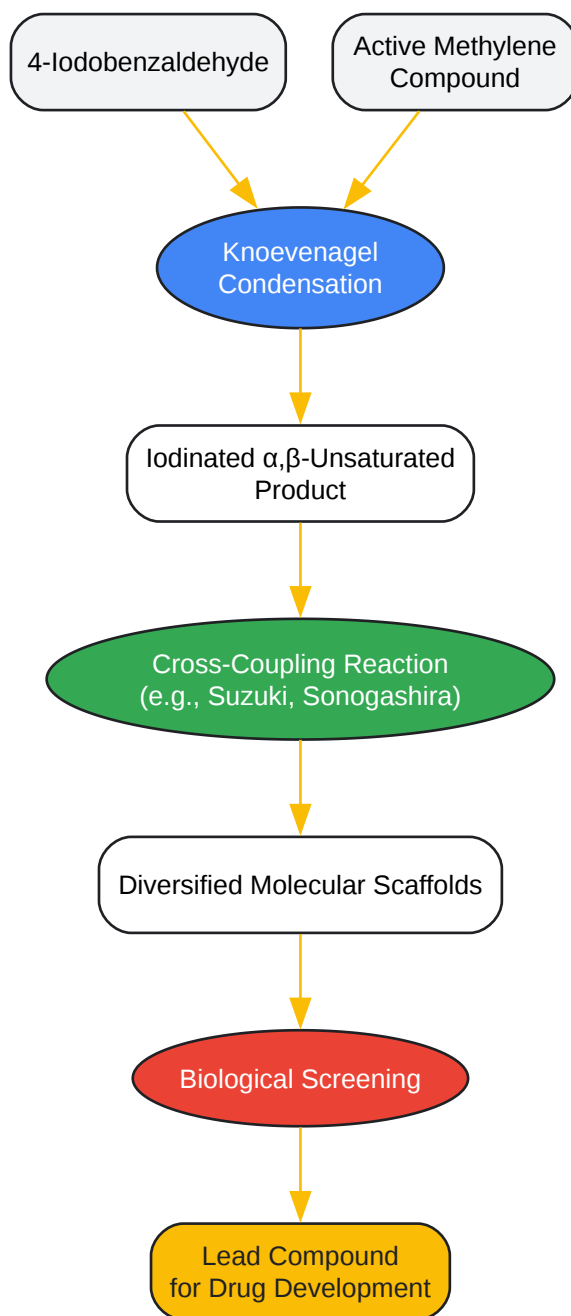 4-Iodobenzaldehyde
Active Methylene
Compound
Knoevenagel
Condensation
Iodinated α,β-Unsaturated
Product
Cross-Coupling Reaction
(e.g., Suzuki, Sonogashira)
Diversified Molecular Scaffolds
Biological Screening
Lead Compound
for Drug Development